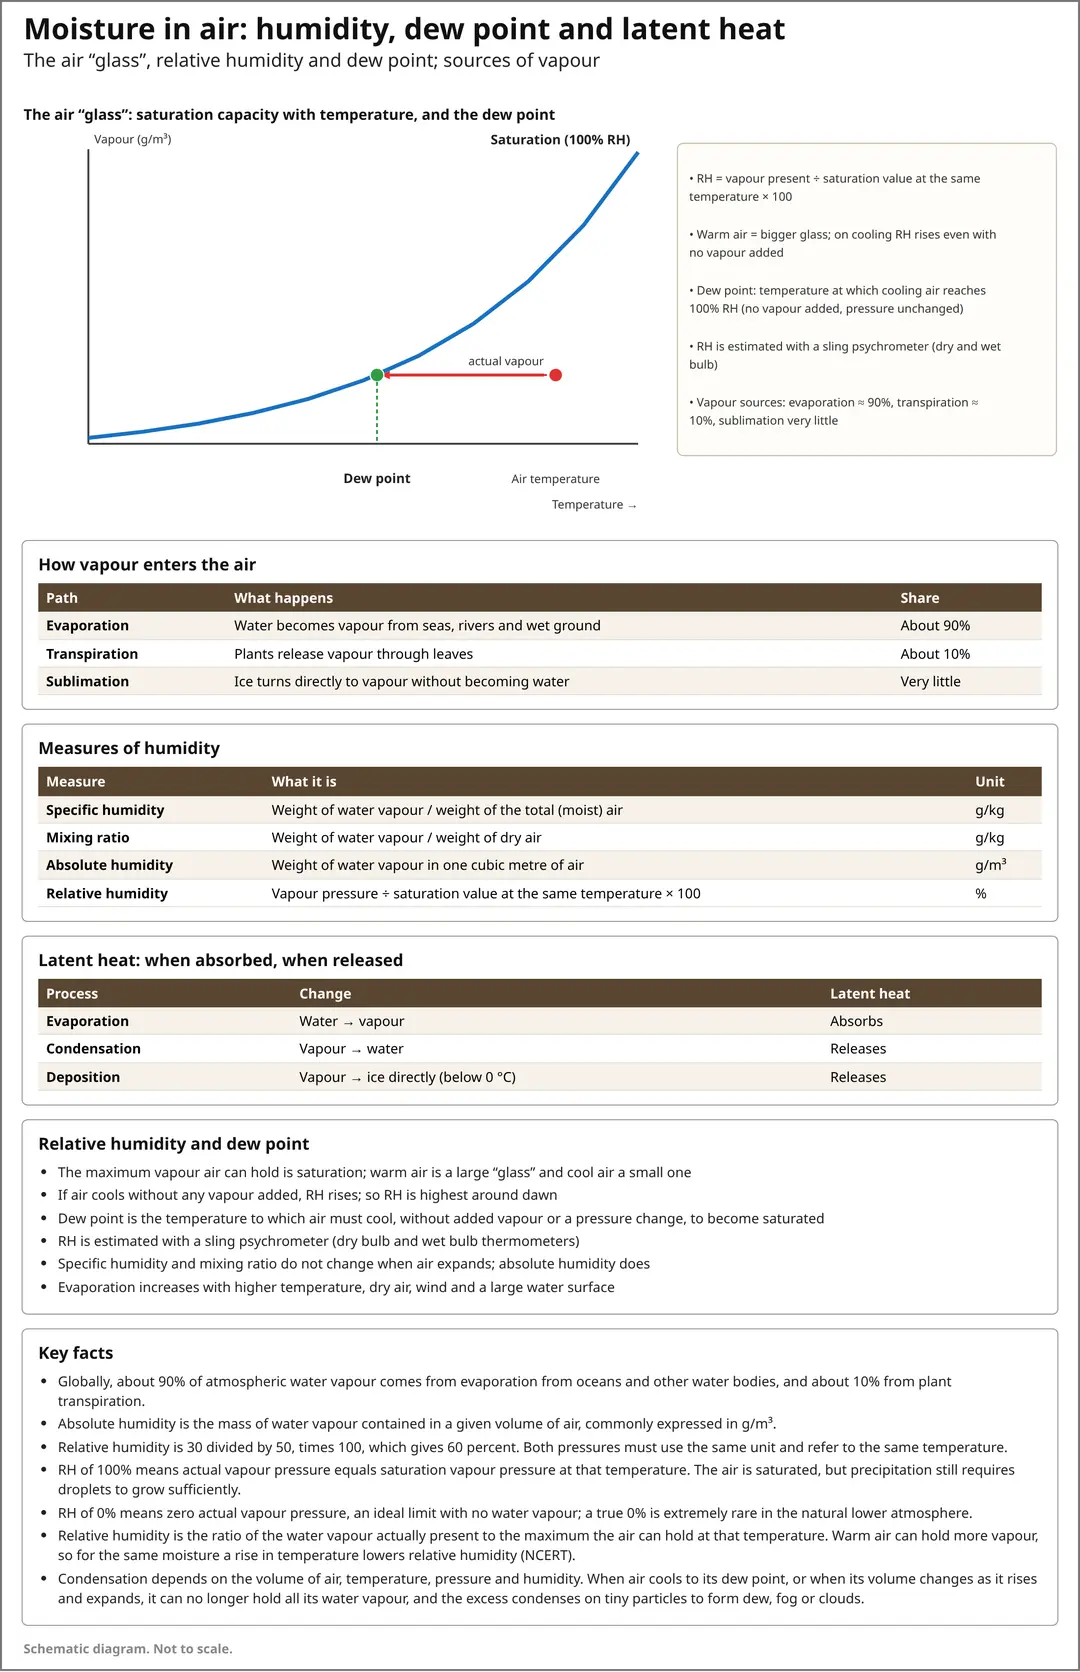 Moisture in air: humidity, dew point and latent heat
The air “glass”, relative humidity and dew point; sources of vapour
The air “glass”: saturation capacity with temperature, and the dew point
Vapour (g/m³)
Saturation (100% RH)
actual vapour
Dew point
Air temperature
Temperature →
• RH = vapour present ÷ saturation value at the same
temperature × 100
• Warm air = bigger glass; on cooling RH rises even with
no vapour added
• Dew point: temperature at which cooling air reaches
100% RH (no vapour added, pressure unchanged)
• RH is estimated with a sling psychrometer (dry and wet
bulb)
• Vapour sources: evaporation ≈ 90%, transpiration ≈
10%, sublimation very little
How vapour enters the air
Path What happens Share
Evaporation Water becomes vapour from seas, rivers and wet ground About 90%
Transpiration Plants release vapour through leaves About 10%
Sublimation Ice turns directly to vapour without becoming water Very little
Measures of humidity
Measure What it is Unit
Specific humidity Weight of water vapour / weight of the total (moist) air g/kg
Mixing ratio Weight of water vapour / weight of dry air g/kg
Absolute humidity Weight of water vapour in one cubic metre of air g/m³
Relative humidity Vapour pressure ÷ saturation value at the same temperature × 100 %
Latent heat: when absorbed, when released
Process Change Latent heat
Evaporation Water → vapour Absorbs
Condensation Vapour → water Releases
Deposition Vapour → ice directly (below 0 °C) Releases
Relative humidity and dew point
• The maximum vapour air can hold is saturation; warm air is a large “glass” and cool air a small one
• If air cools without any vapour added, RH rises; so RH is highest around dawn
• Dew point is the temperature to which air must cool, without added vapour or a pressure change, to become saturated
• RH is estimated with a sling psychrometer (dry bulb and wet bulb thermometers)
• Specific humidity and mixing ratio do not change when air expands; absolute humidity does
• Evaporation increases with higher temperature, dry air, wind and a large water surface
Key facts
• Globally, about 90% of atmospheric water vapour comes from evaporation from oceans and other water bodies, and about 10% from plant
transpiration.
• Absolute humidity is the mass of water vapour contained in a given volume of air, commonly expressed in g/m³.
• Relative humidity is 30 divided by 50, times 100, which gives 60 percent. Both pressures must use the same unit and refer to the same temperature.
• RH of 100% means actual vapour pressure equals saturation vapour pressure at that temperature. The air is saturated, but precipitation still requires
droplets to grow sufficiently.
• RH of 0% means zero actual vapour pressure, an ideal limit with no water vapour; a true 0% is extremely rare in the natural lower atmosphere.
• Relative humidity is the ratio of the water vapour actually present to the maximum the air can hold at that temperature. Warm air can hold more vapour,
so for the same moisture a rise in temperature lowers relative humidity (NCERT).
• Condensation depends on the volume of air, temperature, pressure and humidity. When air cools to its dew point, or when its volume changes as it rises
and expands, it can no longer hold all its water vapour, and the excess condenses on tiny particles to form dew, fog or clouds.
Schematic diagram. Not to scale.